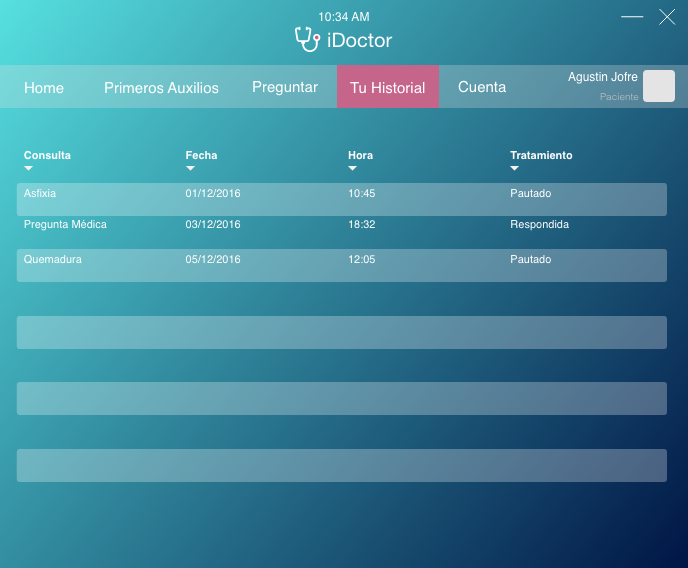 10:34 AM
iDoctor
Home Primeros Auxilios Preguntar Tu Historial Cuenta Agustin Jofre
Paciente
Consulta Fecha Hora Tratamiento
Asfixia 01/12/2016 10:45 Pautado
Pregunta Médica 03/12/2016 18:32 Respondida
Quemadura 05/12/2016 12:05 Pautado